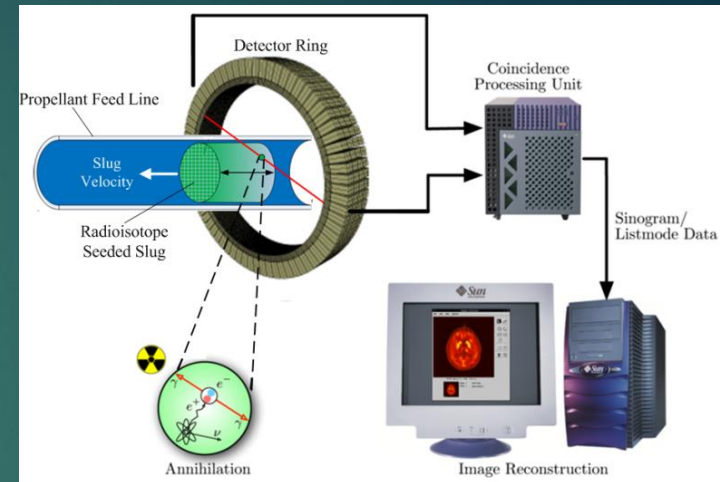 Detector Ring
Propellant Feed Line
Coincidence
Processing Unit
Slug
Velocity
Radioisotope
Seeded Slug
Sinogram/
Listmode Data
Sun
γ
e⁻
e⁺
γ
ν
Annihilation
Image Reconstruction